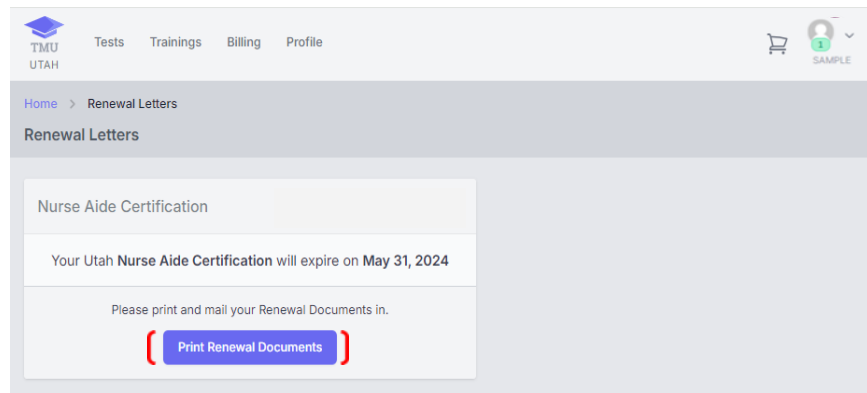 TMU
UTAH
Tests Trainings Billing Profile
1
SAMPLE
Home > Renewal Letters
Renewal Letters
Nurse Aide Certification
Your Utah Nurse Aide Certification will expire on May 31, 2024
Please print and mail your Renewal Documents in.
Print Renewal Documents